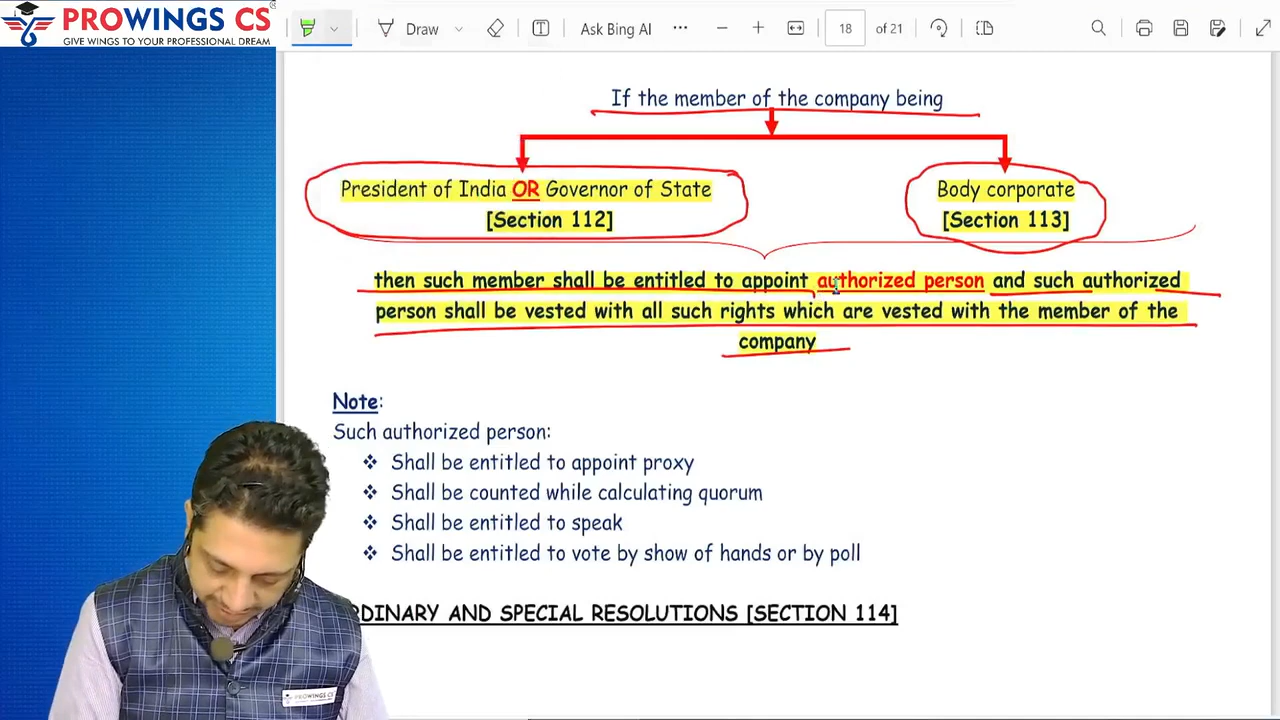 PROWINGS CS
GIVE WINGS TO YOUR PROFESSIONAL DREAM
Draw
Ask Bing AI
18
of 21
If the member of the company being
President of India OR Governor of State
[Section 112]
Body corporate
[Section 113]
then such member shall be entitled to appoint authorized person and such authorized
person shall be vested with all such rights which are vested with the member of the
company
Note:
Such authorized person:
❖ Shall be entitled to appoint proxy
❖ Shall be counted while calculating quorum
❖ Shall be entitled to speak
❖ Shall be entitled to vote by show of hands or by poll
RDINARY AND SPECIAL RESOLUTIONS [SECTION 114]
PROWINGS CS